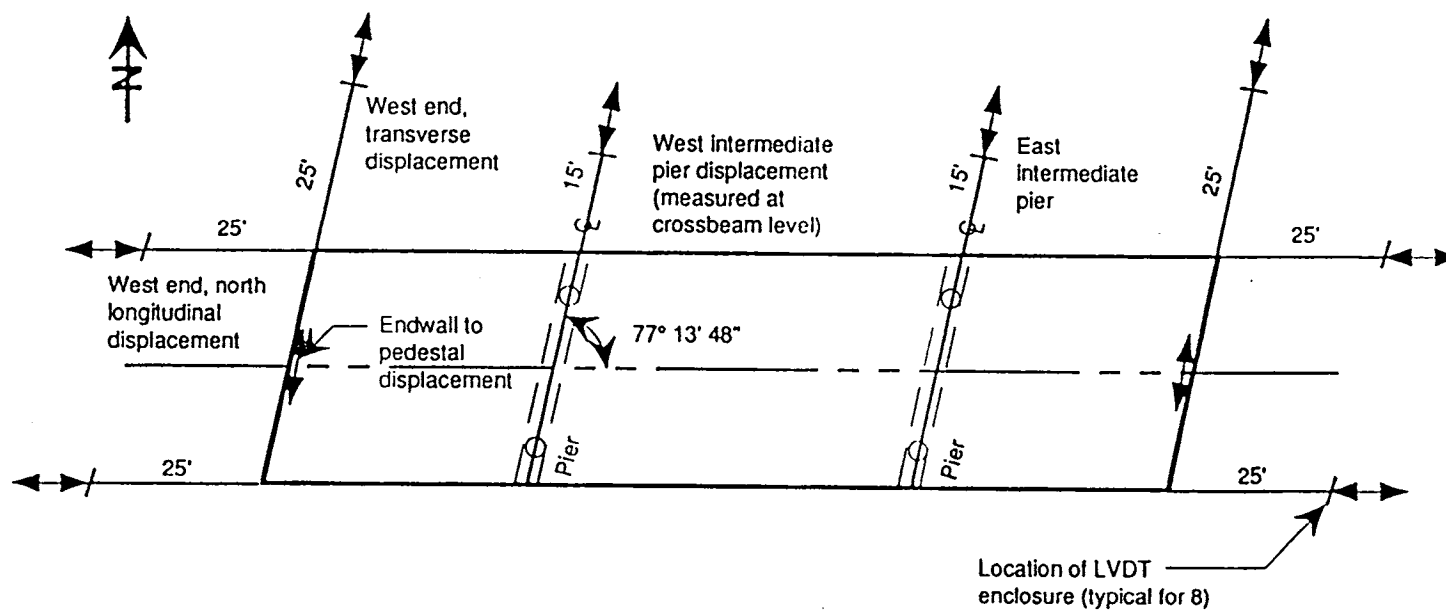 N
West end,
transverse
displacement
25'
15'
West intermediate
pier displacement
(measured at
crossbeam level)
15'
East
intermediate
pier
25'
25'
℄
℄
25'
West end, north
longitudinal
displacement
Endwall to
pedestal
displacement
77° 13' 48"
25'
Pier
Pier
25'
Location of LVDT
enclosure (typical for 8)